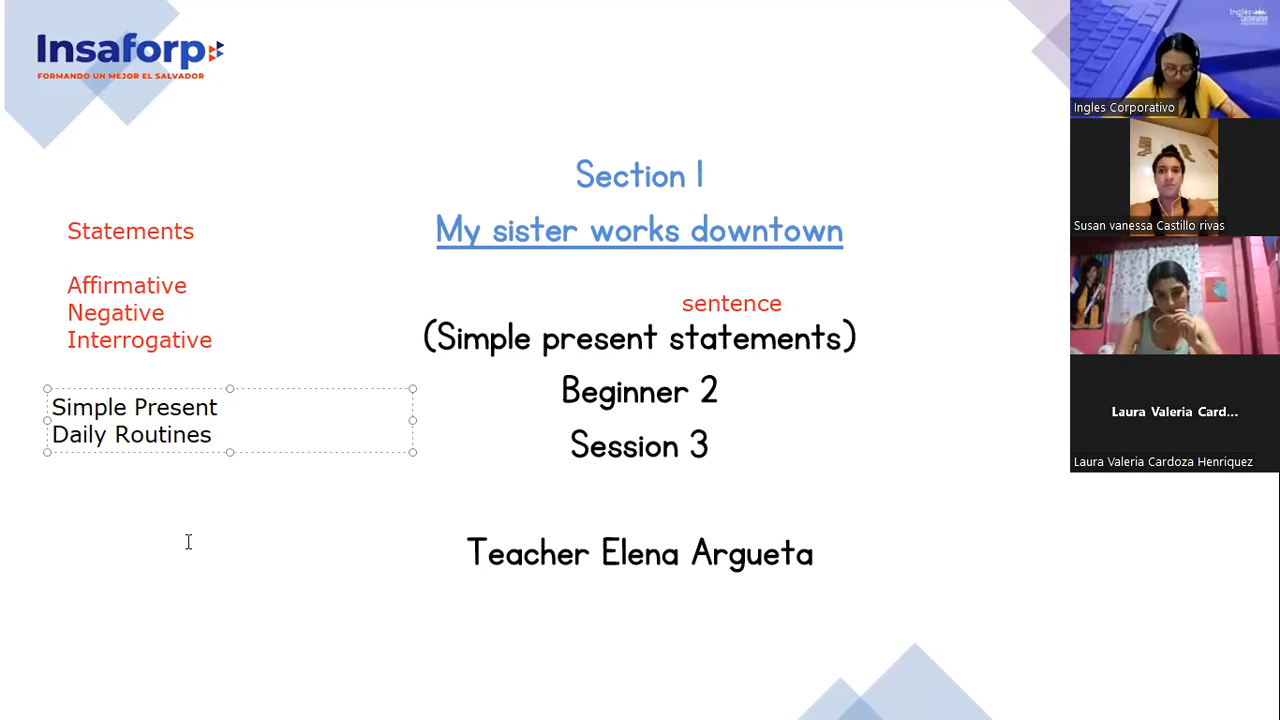 Insaforp
FORMANDO UN MEJOR EL SALVADOR
Section 1
My sister works downtown
Statements
sentence
Affirmative
Negative
Interrogative
(Simple present statements)
Beginner 2
Simple Present
Daily Routines
Session 3
Teacher Elena Argueta
Ingles Corporativo
Susan vanessa Castillo rivas
Laura Valeria Card...
Laura Valeria Cardoza Henriquez